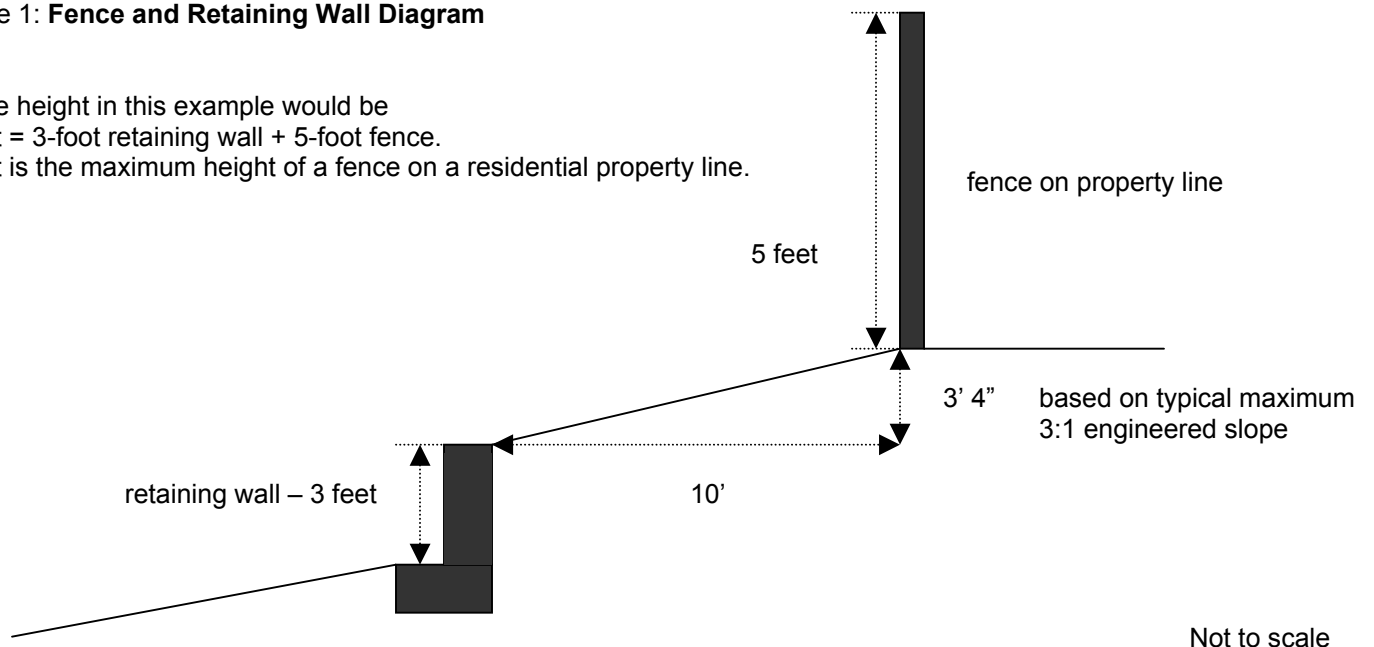 e 1: Fence and Retaining Wall Diagram
e height in this example would be
t = 3-foot retaining wall + 5-foot fence.
t is the maximum height of a fence on a residential property line.
fence on property line
5 feet
3’ 4” based on typical maximum
3:1 engineered slope
retaining wall – 3 feet
10’
Not to scale